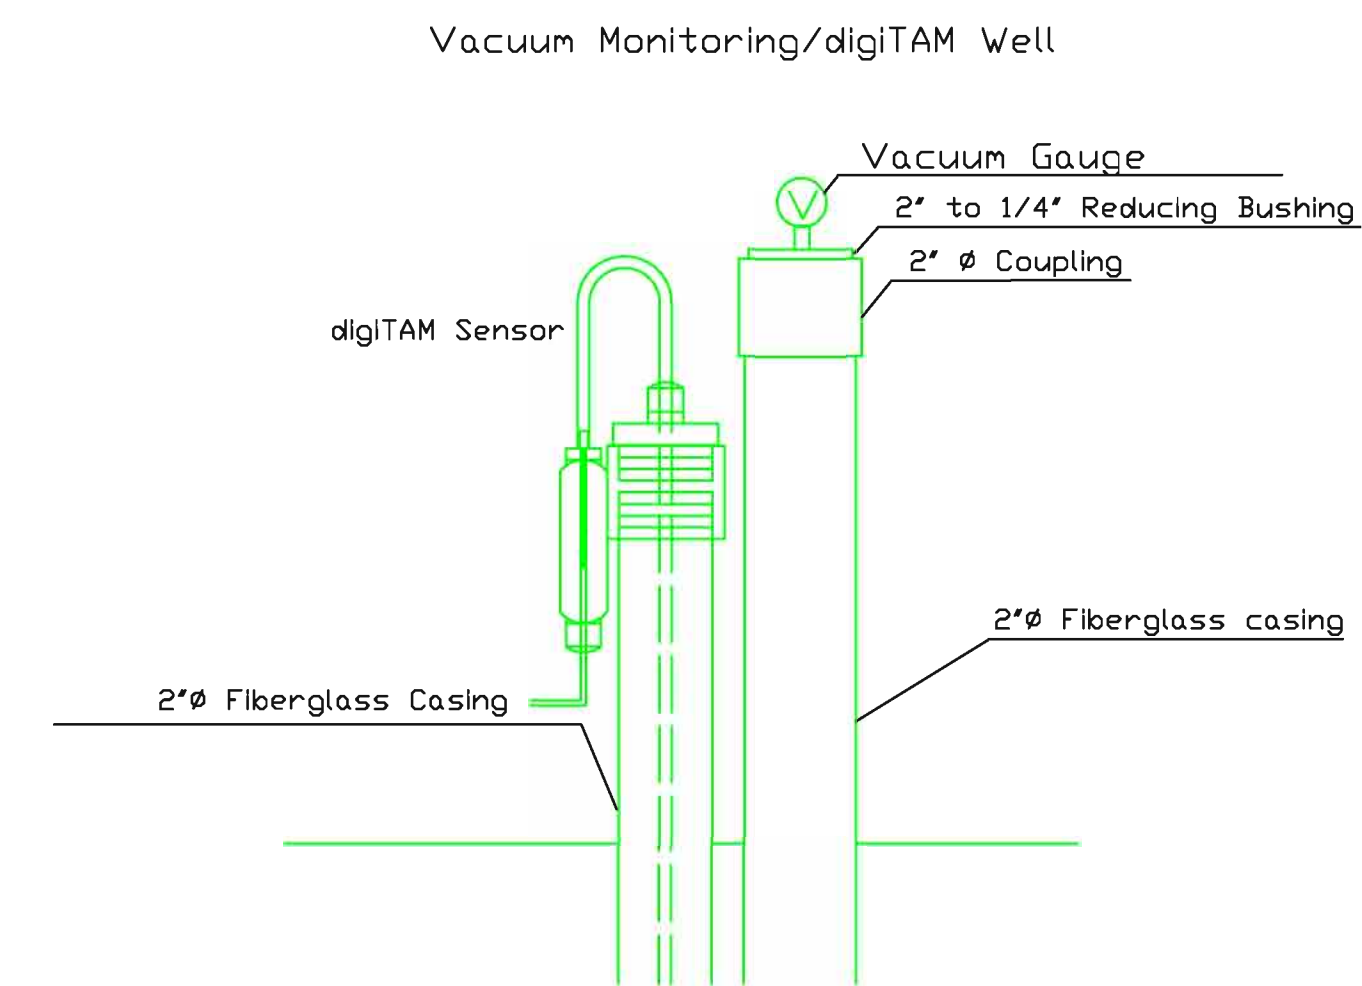 Vacuum Monitoring/digiTAM Well
Vacuum Gauge
V
2" to 1/4" Reducing Bushing
2" Ø Coupling
digiTAM Sensor
2"Ø Fiberglass casing
2"Ø Fiberglass Casing